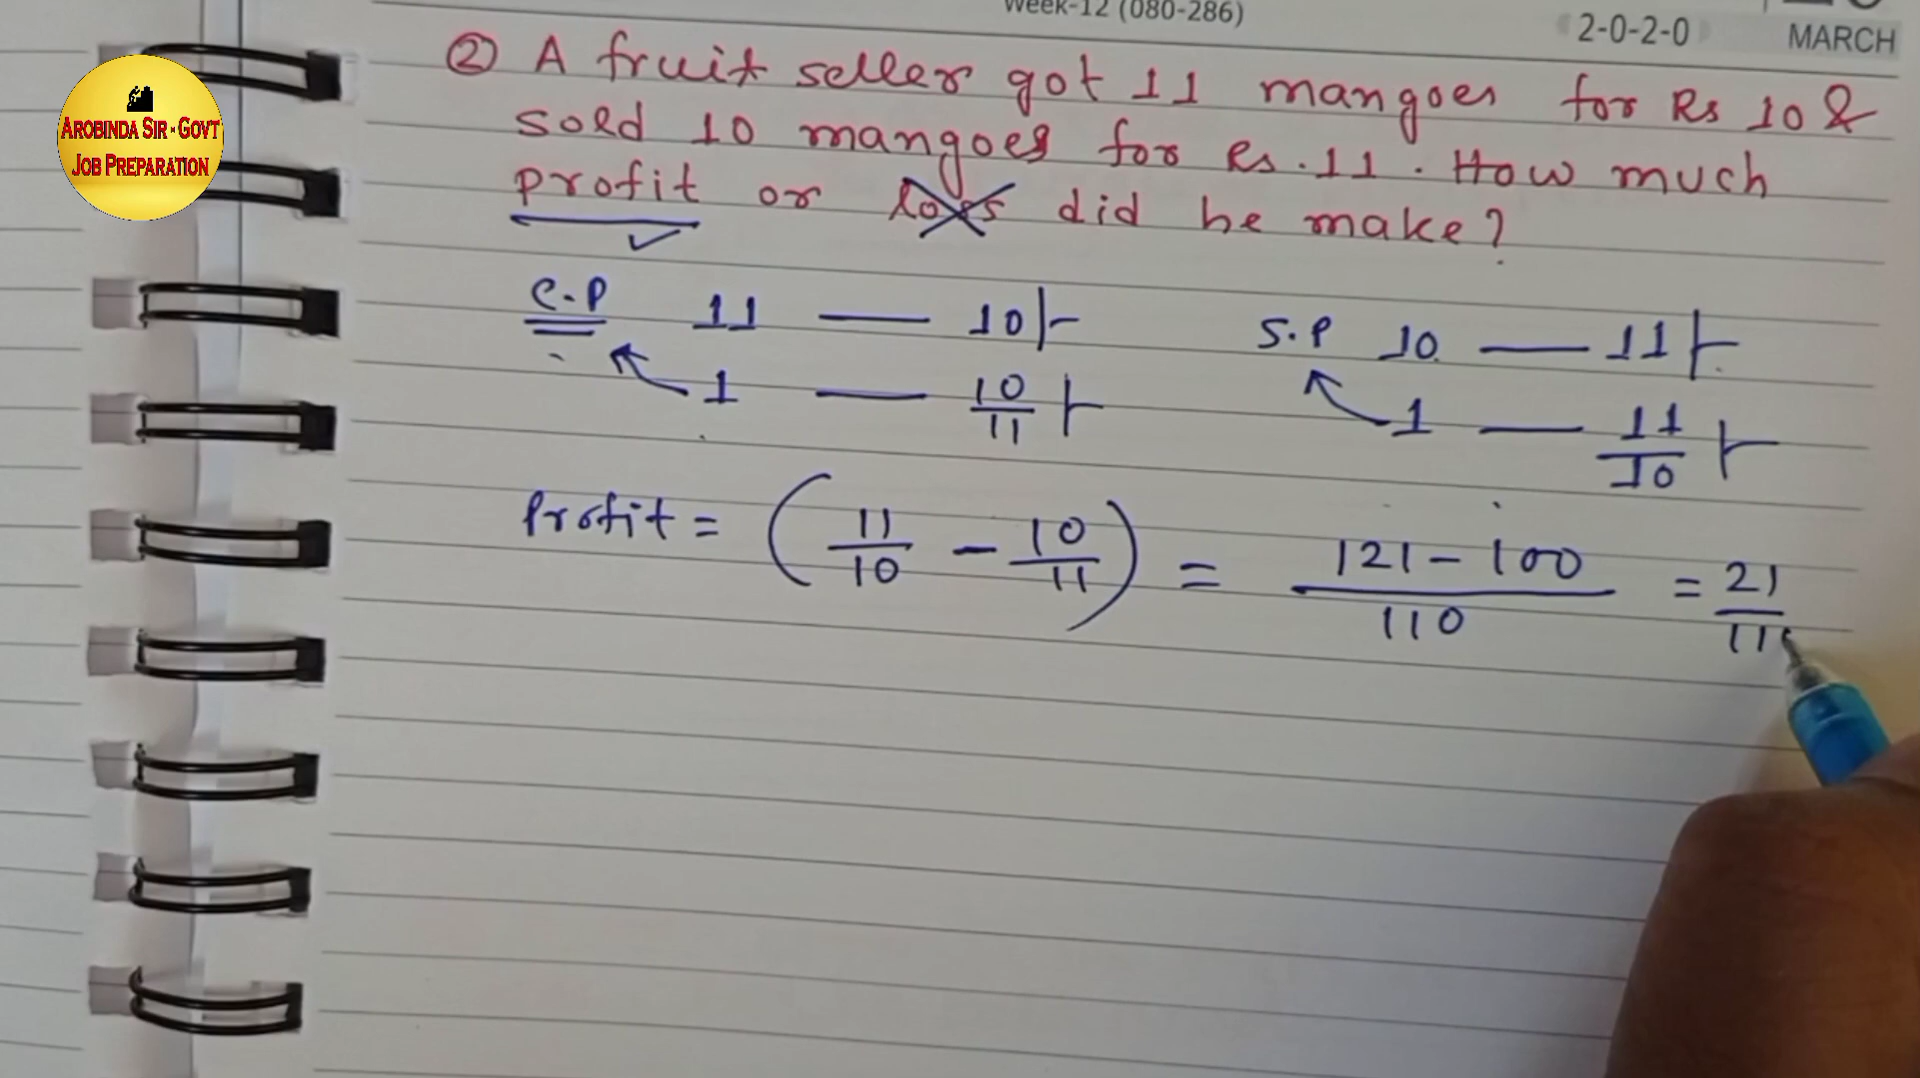 Week-12 (080-286)
2-0-2-0 MARCH
AROBINDA SIR - GOVT
JOB PREPARATION
② A fruit seller got 11 mangoes for Rs 10 &
sold 10 mangoes for Rs.11. How much
profit or loss did he make?
C.P 11 — 10/-
S.P 10 — 11/-
1 — 10/11 /-
1 — 11/10 /-
Profit = (11/10 - 10/11) = 121-100/110 = 21/110